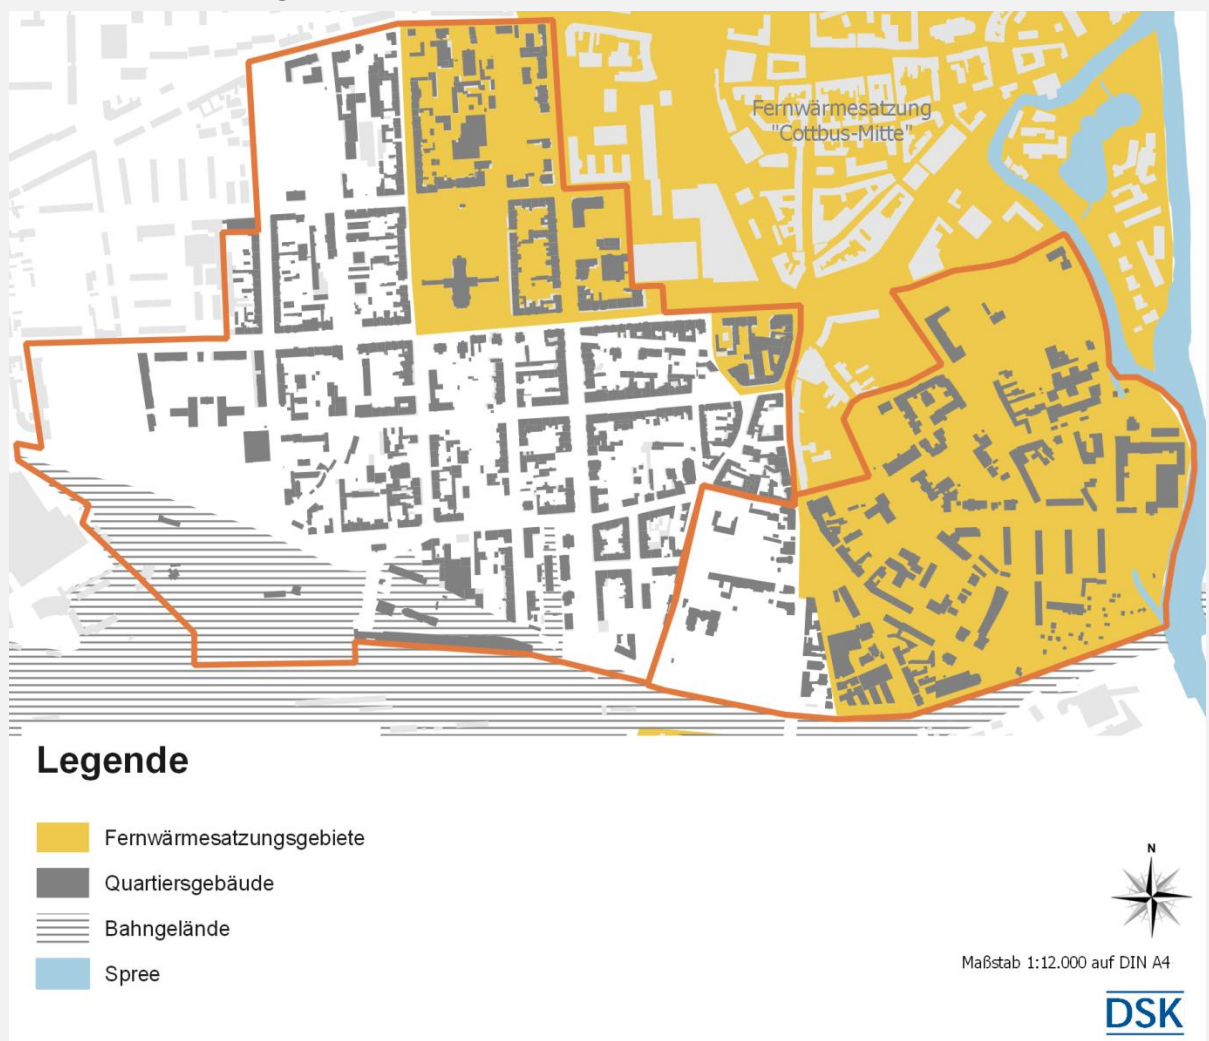 Fernwärmesatzung
"Cottbus-Mitte"
Legende
Fernwärmesatzungsgebiete
Quartiersgebäude
Bahngelände
Spree
N
Maßstab 1:12.000 auf DIN A4
DSK